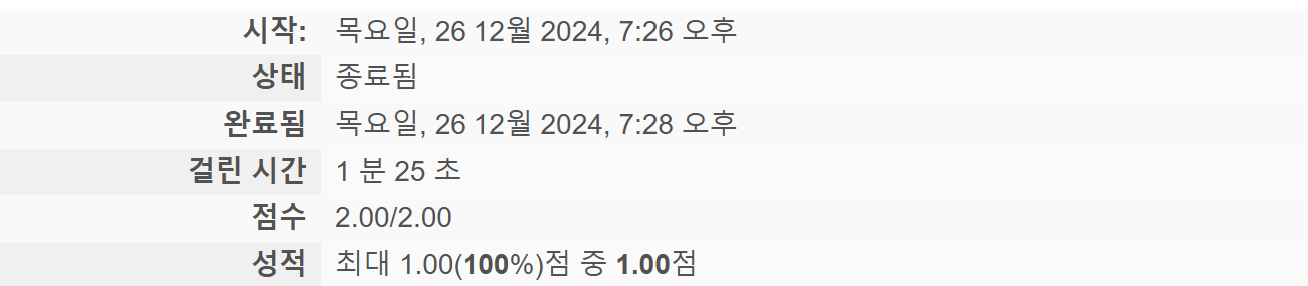 시작: 목요일, 26 12월 2024, 7:26 오후
상태 종료됨
완료됨 목요일, 26 12월 2024, 7:28 오후
걸린 시간 1 분 25 초
점수 2.00/2.00
성적 최대 1.00(100%)점 중 1.00점